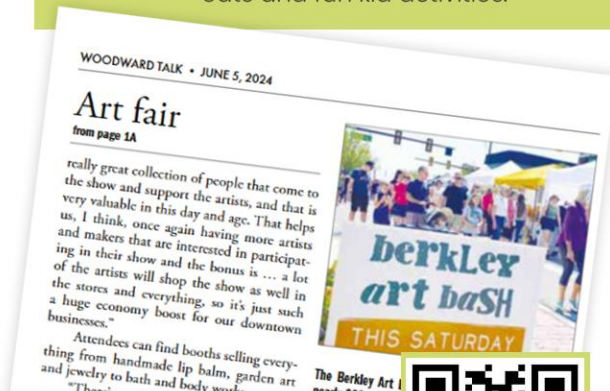 WOODWARD TALK • JUNE 5, 2024
Art fair
from page 1A
really great collection of people that come to
the show and support the artists, and that is
very valuable in this day and age. That helps
us, I think, once again having more artists
and makers that are interested in participat-
ing in their show and the bonus is … a lot
of the artists will shop the show as well in
the stores and everything, so it's just such
a huge economy boost for our downtown
businesses."
Attendees can find booths selling every-
thing from handmade lip balm, garden art
and jewelry to bath and body
berkley
art bash
THIS SATURDAY
The Berkley Art